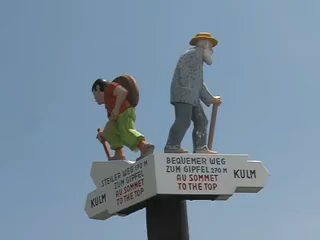 STEILER WEG 170 M
ZUM GIPFEL
KULM AU SOMMET
TO THE TOP
BEQUEMER WEG
ZUM GIPFEL 270 M KULM
AU SOMMET
TO THE TOP